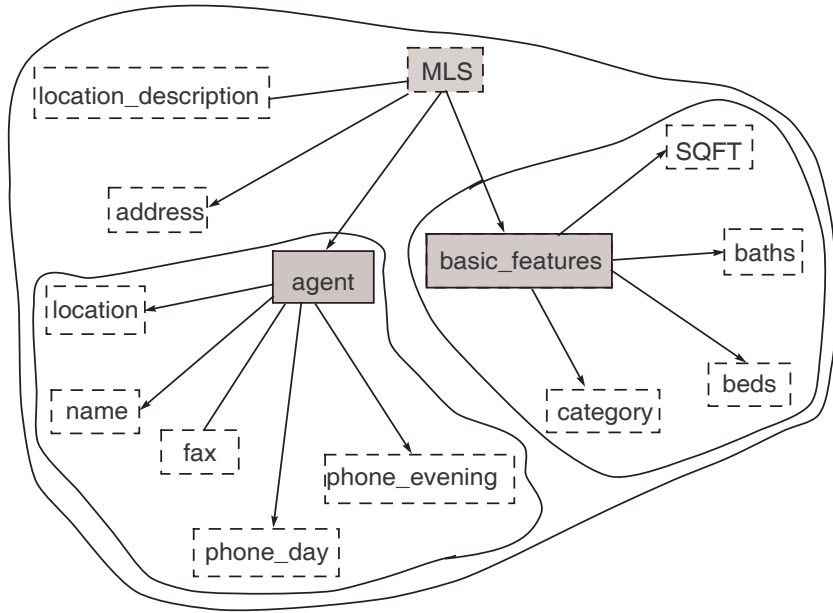 MLS
location_description
SQFT
address
basic_features
baths
agent
location
beds
name
category
fax
phone_evening
phone_day